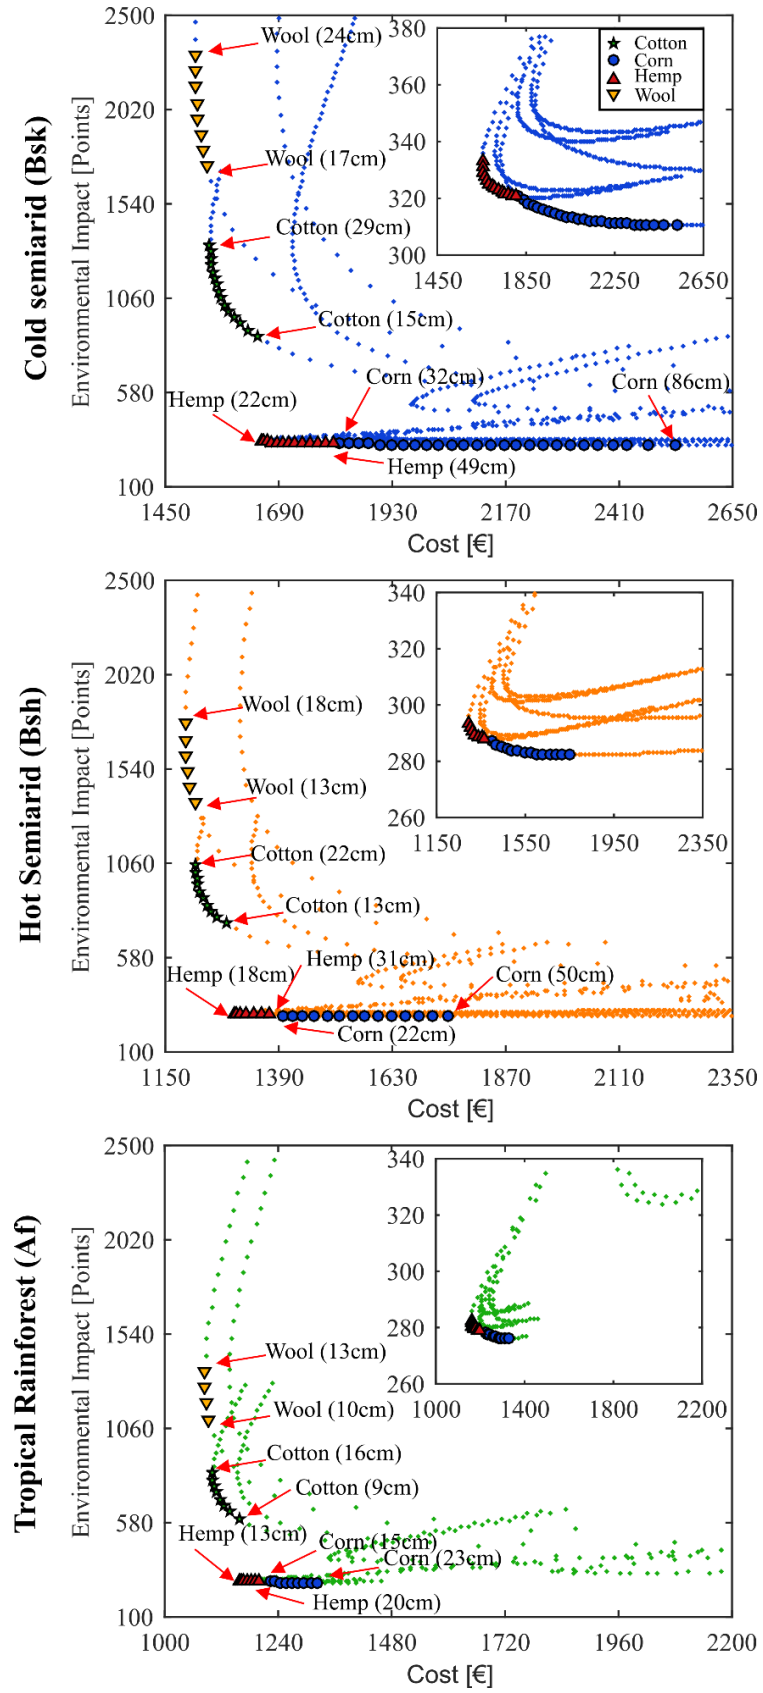 Cold semiarid (Bsk)
Environmental Impact [Points]
2500
2020
1540
1060
580
100
1450
1690
1930
2170
2410
2650
Cost [€]
Wool (24cm)
Wool (17cm)
Cotton (29cm)
Cotton (15cm)
Corn (32cm)
Corn (86cm)
Hemp (22cm)
Hemp (49cm)
380
360
340
320
300
1450
1850
2250
2650
Cotton
Corn
Hemp
Wool
Hot Semiarid (Bsh)
Environmental Impact [Points]
2500
2020
1540
1060
580
100
1150
1390
1630
1870
2110
2350
Cost [€]
Wool (18cm)
Wool (13cm)
Cotton (22cm)
Cotton (13cm)
Hemp (31cm)
Hemp (18cm)
Corn (50cm)
Corn (22cm)
340
320
300
280
260
1150
1550
1950
2350
Tropical Rainforest (Af)
Environmental Impact [Points]
2500
2020
1540
1060
580
100
1000
1240
1480
1720
1960
2200
Cost [€]
Wool (13cm)
Wool (10cm)
Cotton (16cm)
Cotton (9cm)
Hemp (13cm)
Corn (15cm)
Corn (23cm)
Hemp (20cm)
340
320
300
280
260
1000
1400
1800
2200